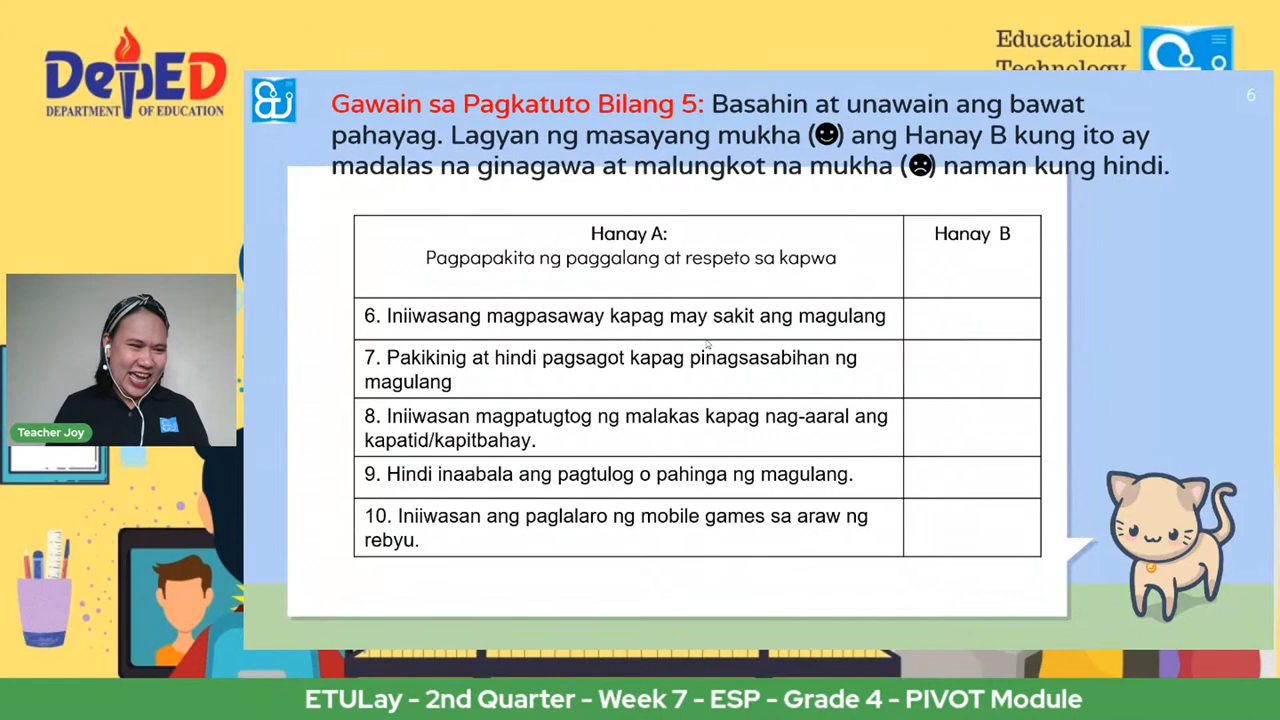 DepED
DEPARTMENT OF EDUCATION
Educational
Technology
6
Gawain sa Pagkatuto Bilang 5: Basahin at unawain ang bawat
pahayag. Lagyan ng masayang mukha (☻) ang Hanay B kung ito ay
madalas na ginagawa at malungkot na mukha (☹) naman kung hindi.
Hanay A:
Pagpapakita ng paggalang at respeto sa kapwa
Hanay B
6. Iniiwasang magpasaway kapag may sakit ang magulang
7. Pakikinig at hindi pagsagot kapag pinagsasabihan ng
magulang
8. Iniiwasan magpatugtog ng malakas kapag nag-aaral ang
kapatid/kapitbahay.
9. Hindi inaabala ang pagtulog o pahinga ng magulang.
10. Iniiwasan ang paglalaro ng mobile games sa araw ng
rebyu.
Teacher Joy
ETULay - 2nd Quarter - Week 7 - ESP - Grade 4 - PIVOT Module